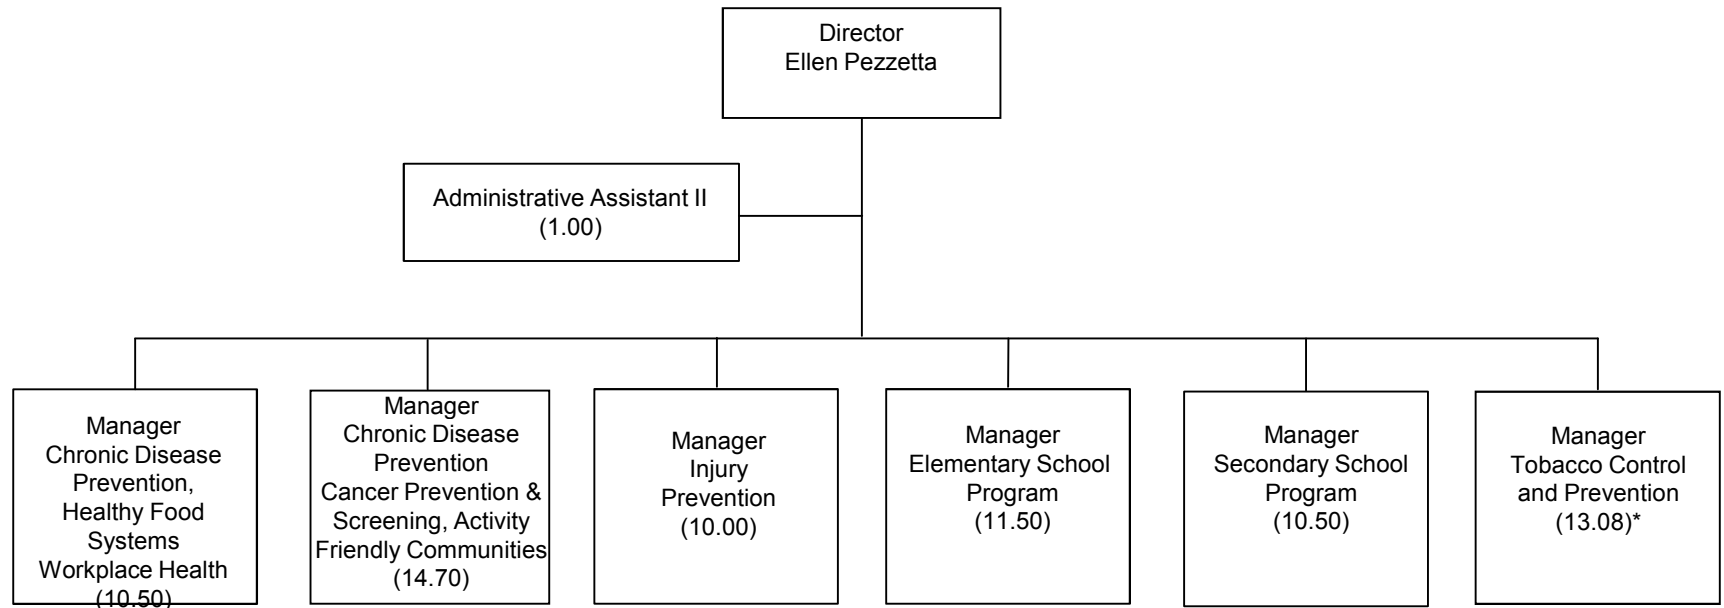 Director
Ellen Pezzetta
Administrative Assistant II
(1.00)
Manager
Chronic Disease
Prevention,
Healthy Food
Systems
Workplace Health
(10.50)
Manager
Chronic Disease
Prevention
Cancer Prevention &
Screening, Activity
Friendly Communities
(14.70)
Manager
Injury
Prevention
(10.00)
Manager
Elementary School
Program
(11.50)
Manager
Secondary School
Program
(10.50)
Manager
Tobacco Control
and Prevention
(13.08)*